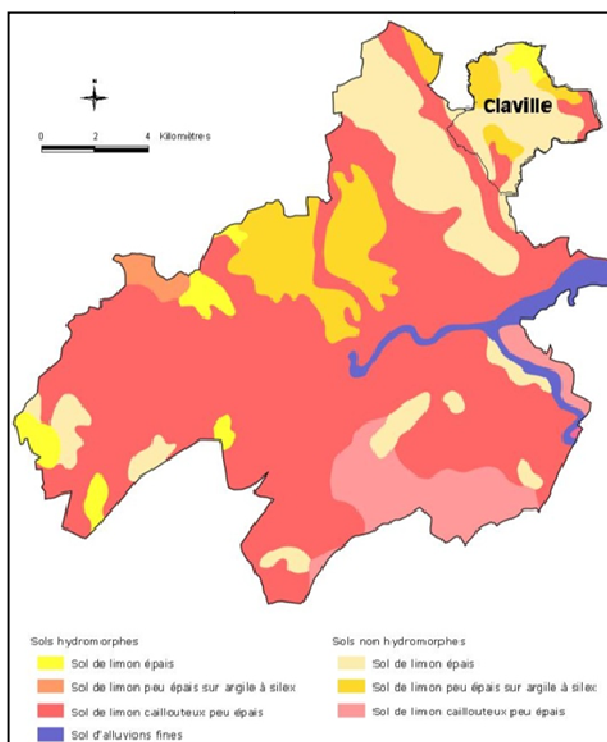 Claville
N
0 2 4 Kilomètres
Sols hydromorphes
Sol de limon épais
Sol de limon peu épais sur argile à silex
Sol de limon caillouteux peu épais
Sol d'alluvions fines
Sols non hydromorphes
Sol de limon épais
Sol de limon peu épais sur argile à silex
Sol de limon caillouteux peu épais